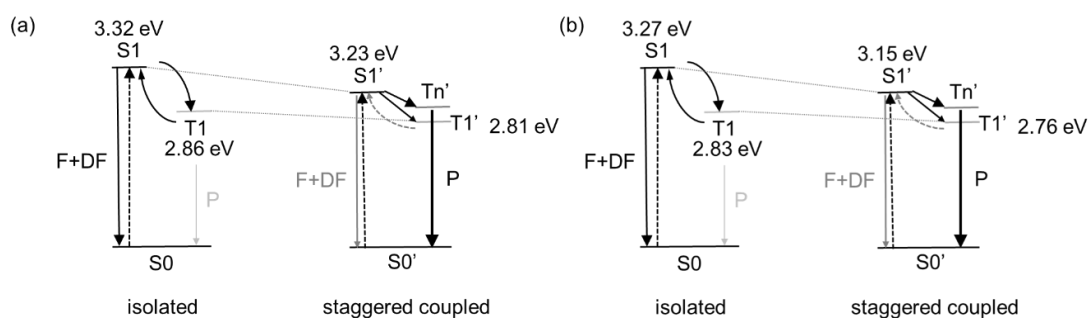 (a)
3.32 eV
S1
T1
2.86 eV
F+DF
P
S0
isolated
3.23 eV
S1’
Tn’
T1’ 2.81 eV
F+DF
P
S0’
staggered coupled
(b)
3.27 eV
S1
T1
2.83 eV
F+DF
P
S0
isolated
3.15 eV
S1’
Tn’
T1’ 2.76 eV
F+DF
P
S0’
staggered coupled